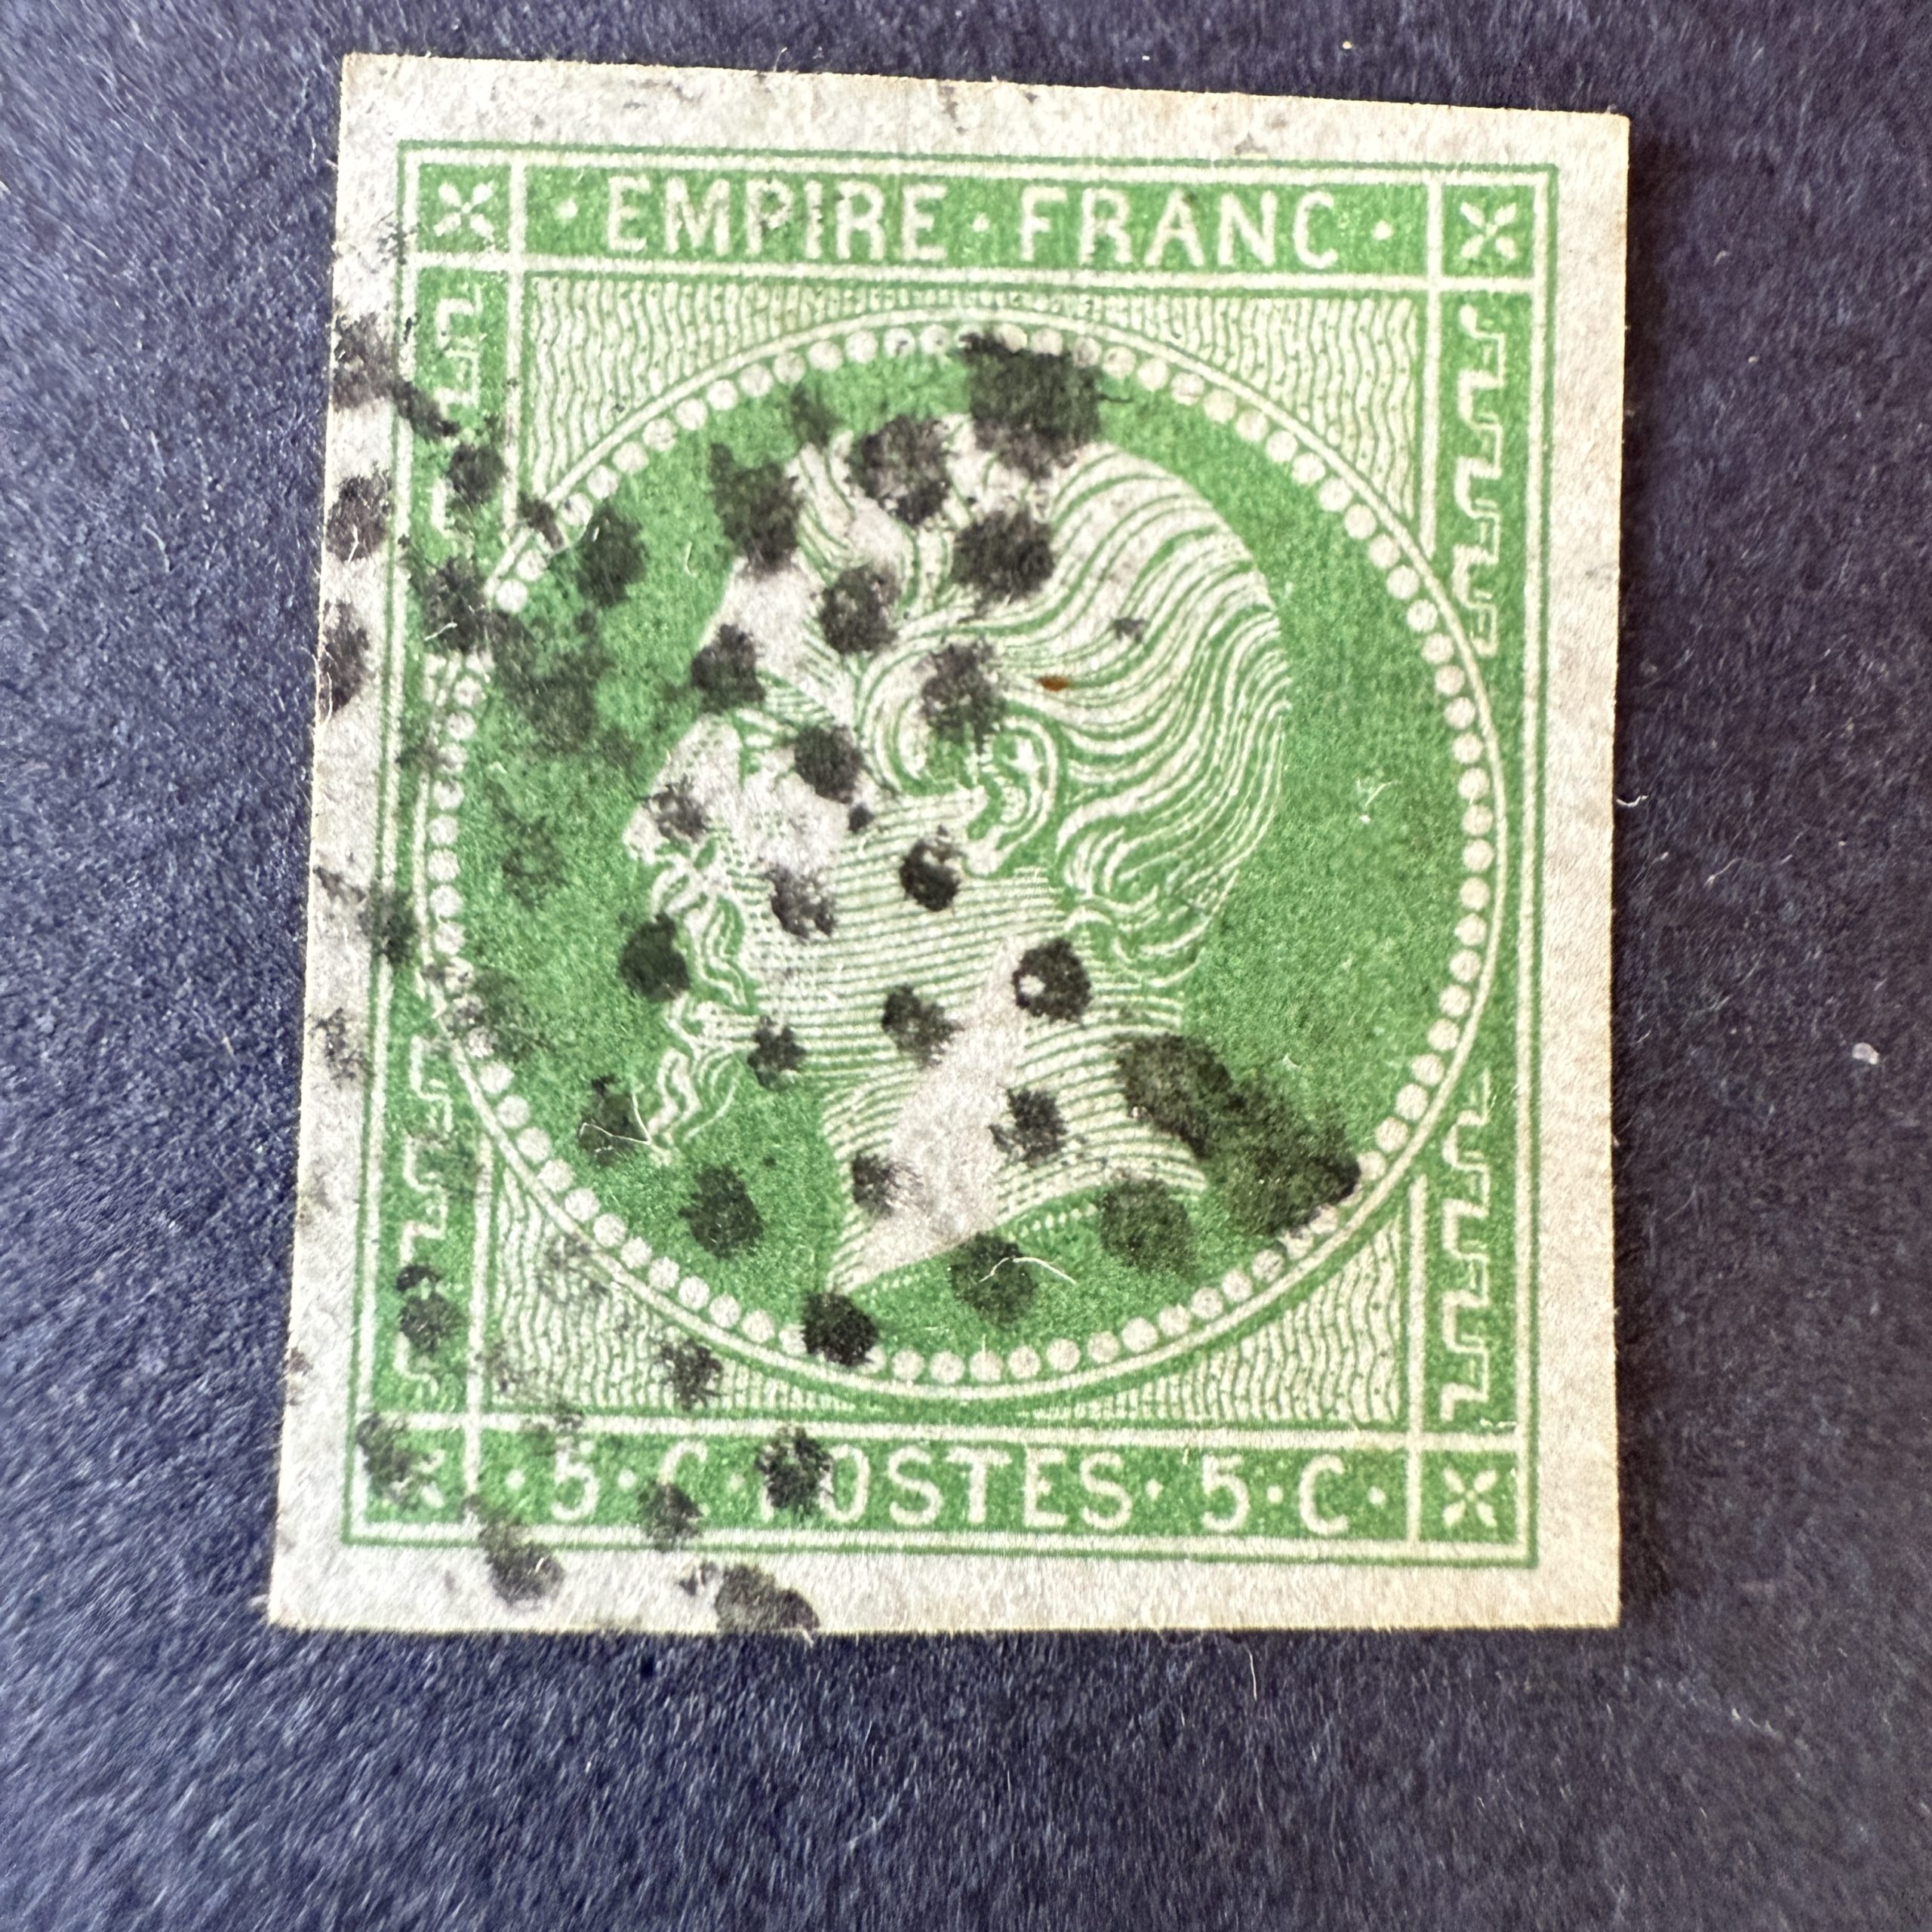 · EMPIRE · FRANC ·
· 5 · C · POSTES · 5 · C ·